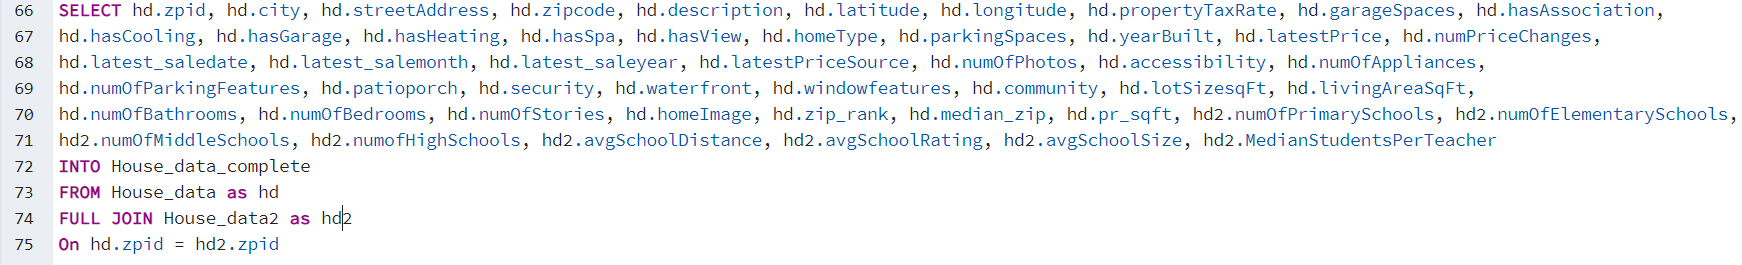 66 SELECT hd.zpid, hd.city, hd.streetAddress, hd.zipcode, hd.description, hd.latitude, hd.longitude, hd.propertyTaxRate, hd.garageSpaces, hd.hasAssociation,
67 hd.hasCooling, hd.hasGarage, hd.hasHeating, hd.hasSpa, hd.hasView, hd.homeType, hd.parkingSpaces, hd.yearBuilt, hd.latestPrice, hd.numPriceChanges,
68 hd.latest_saledate, hd.latest_salemonth, hd.latest_saleyear, hd.latestPriceSource, hd.numOfPhotos, hd.accessibility, hd.numOfAppliances,
69 hd.numOfParkingFeatures, hd.patioporch, hd.security, hd.waterfront, hd.windowfeatures, hd.community, hd.lotSizesqFt, hd.livingAreaSqFt,
70 hd.numOfBathrooms, hd.numOfBedrooms, hd.numOfStories, hd.homeImage, hd.zip_rank, hd.median_zip, hd.pr_sqft, hd2.numOfPrimarySchools, hd2.numOfElementarySchools,
71 hd2.numOfMiddleSchools, hd2.numofHighSchools, hd2.avgSchoolDistance, hd2.avgSchoolRating, hd2.avgSchoolSize, hd2.MedianStudentsPerTeacher
72 INTO House_data_complete
73 FROM House_data as hd
74 FULL JOIN House_data2 as hd2
75 On hd.zpid = hd2.zpid